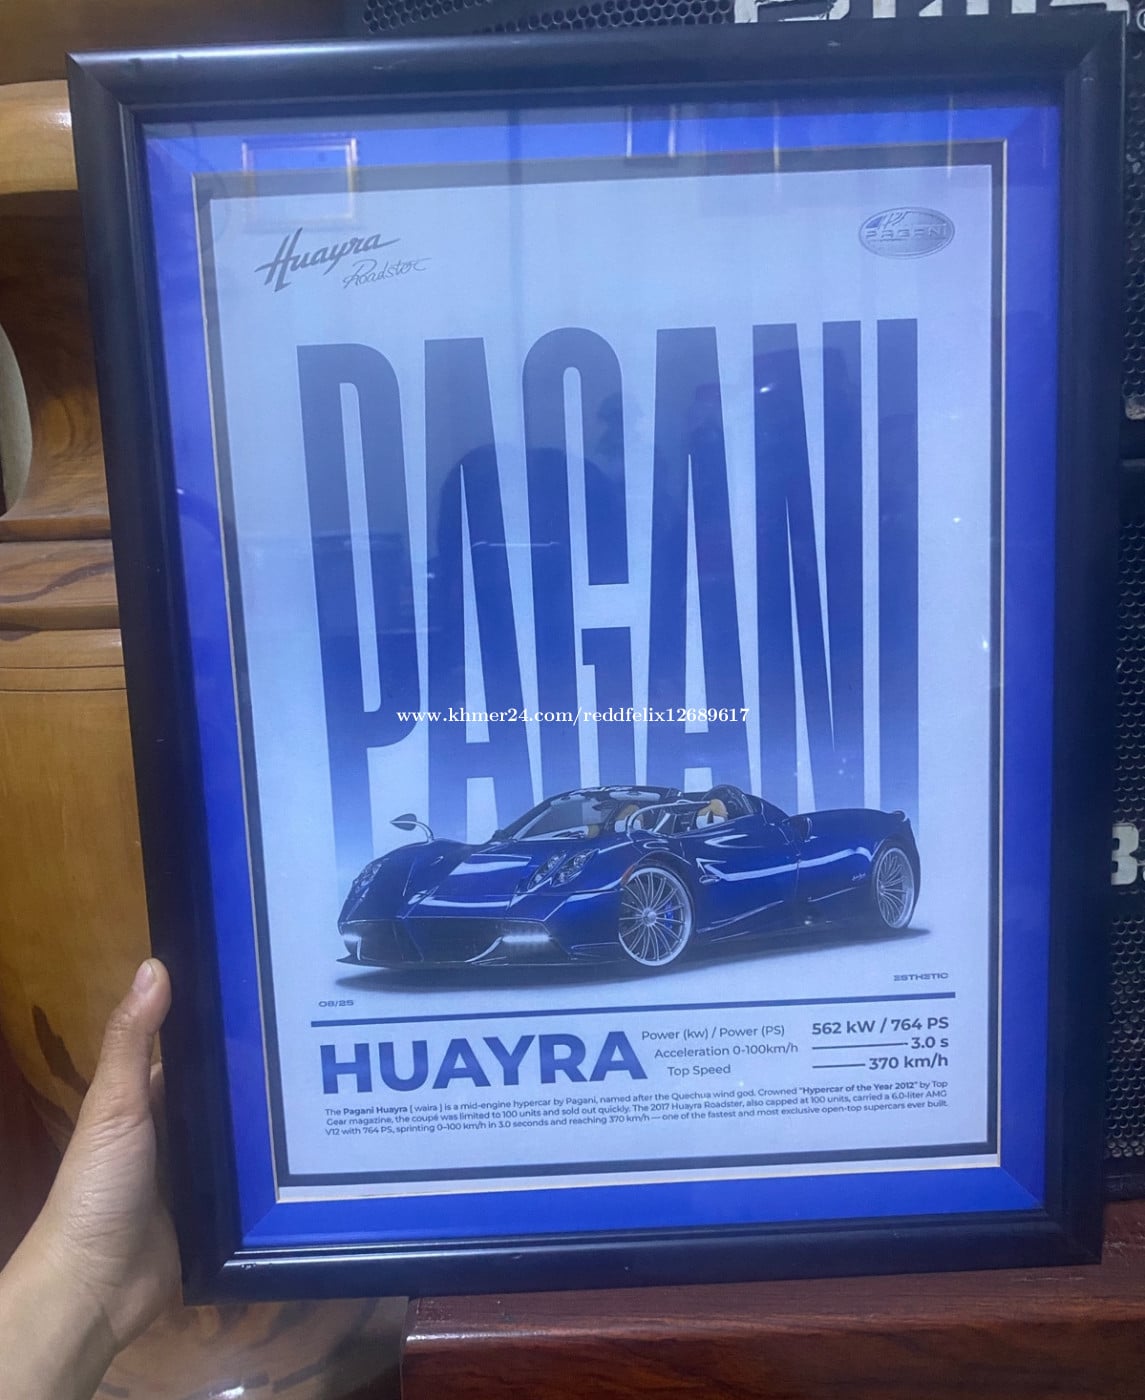 Huayra
Roadster
PAGANI
PAGANI
www.khmer24.com/reddfelix12689617
08/25
ESTHETIC
HUAYRA
Power (kw) / Power (PS) 562 kW / 764 PS
Acceleration 0-100km/h 3.0 s
Top Speed 370 km/h
The Pagani Huayra [ waira ] is a mid-engine hypercar by Pagani, named after the Quechua wind god. Crowned "Hypercar of the Year 2012" by Top
Gear magazine, the coupé was limited to 100 units and sold out quickly. The 2017 Huayra Roadster, also capped at 100 units, carried a 6.0-liter AMG
V12 with 764 PS, sprinting 0–100 km/h in 3.0 seconds and reaching 370 km/h — one of the fastest and most exclusive open-top supercars ever built.